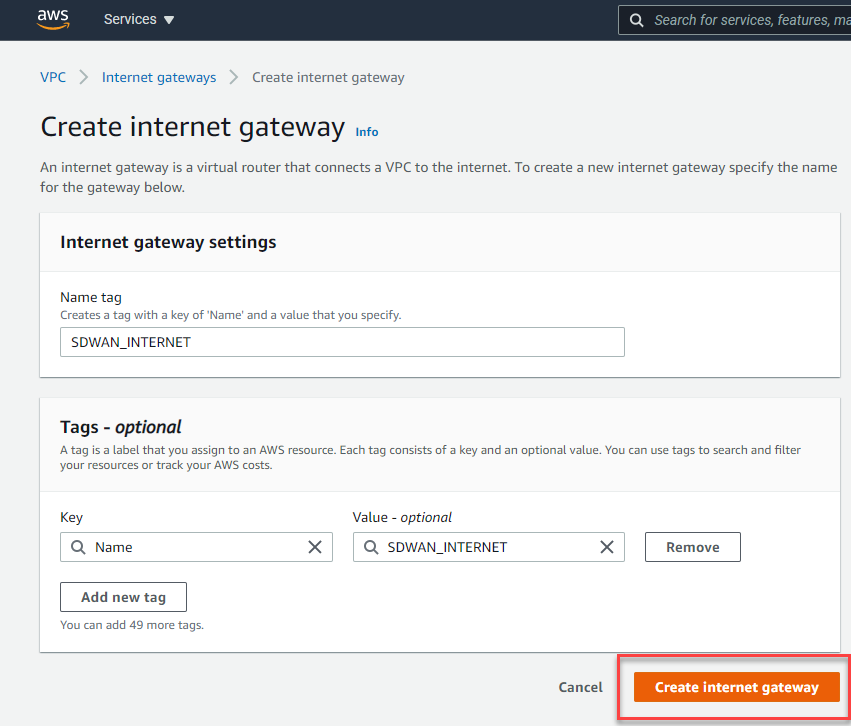 aws
Services
Search for services, features, ma
VPC
Internet gateways
Create internet gateway
Create internet gateway Info
An internet gateway is a virtual router that connects a VPC to the internet. To create a new internet gateway specify the name
for the gateway below.
Internet gateway settings
Name tag
Creates a tag with a key of 'Name' and a value that you specify.
SDWAN_INTERNET
Tags - optional
A tag is a label that you assign to an AWS resource. Each tag consists of a key and an optional value. You can use tags to search and filter
your resources or track your AWS costs.
Key
Value - optional
Name
SDWAN_INTERNET
Remove
Add new tag
You can add 49 more tags.
Cancel
Create internet gateway